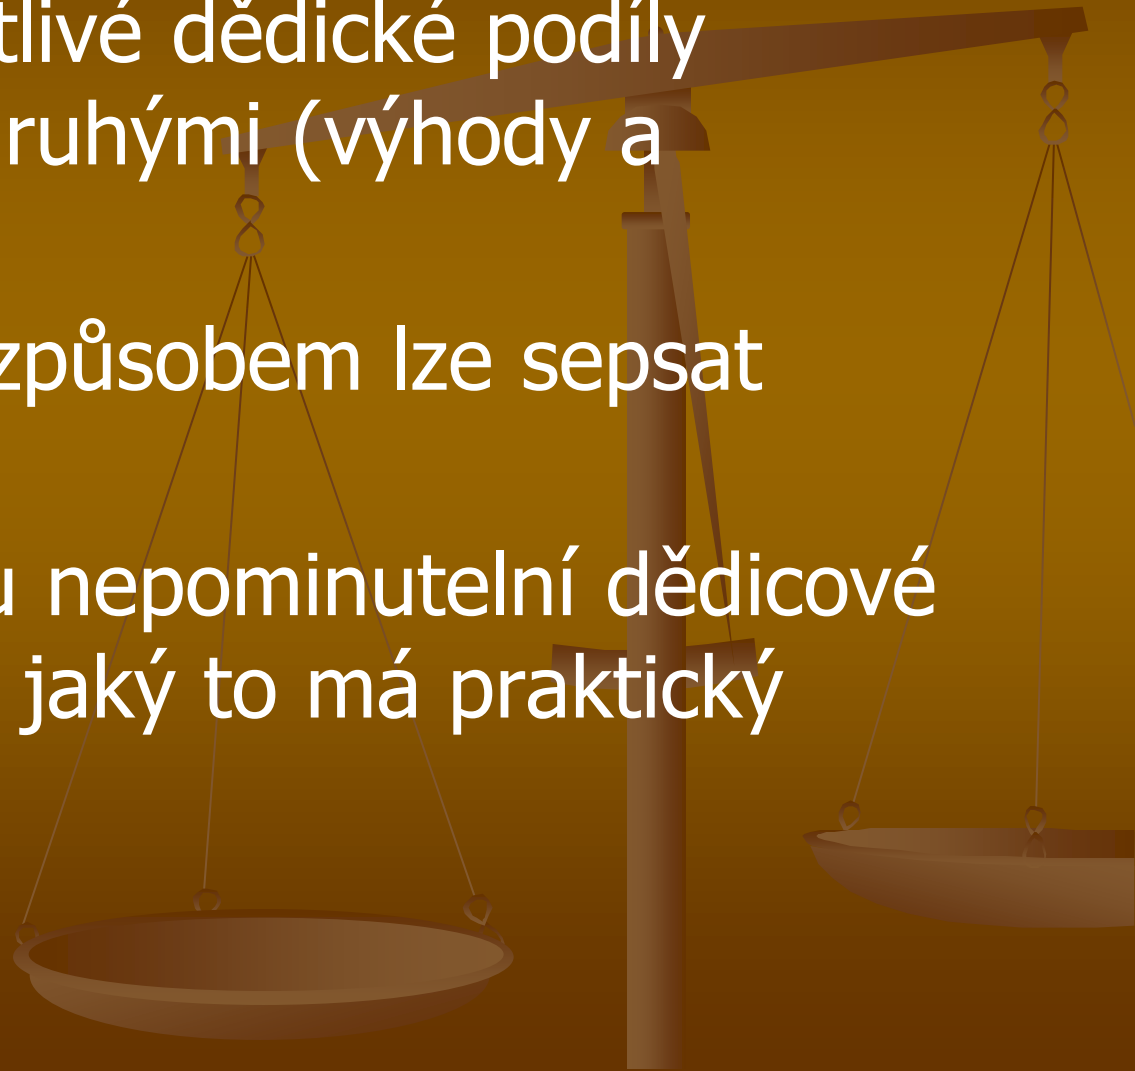 tlivé dědické podíly
ruhými (výhody a
způsobem lze sepsat
u nepominutelní dědicové
jaký to má praktický